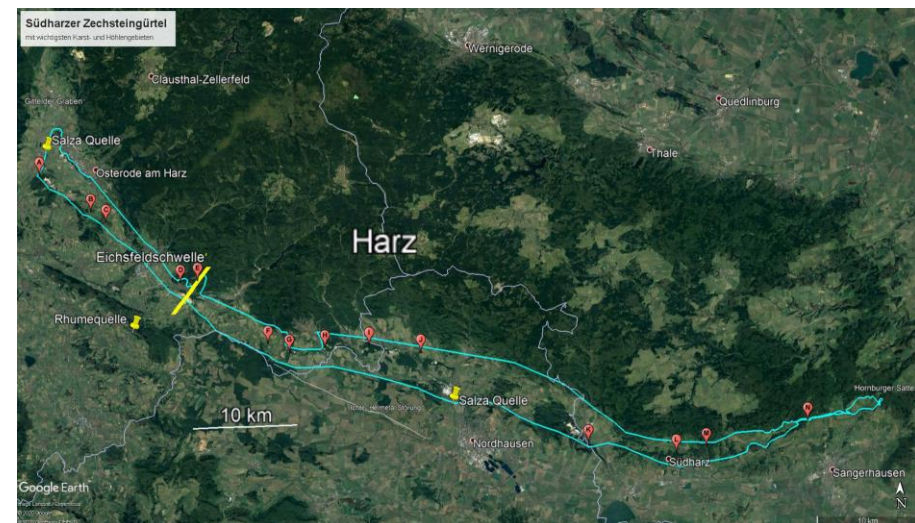 Südharzer Zechsteingürtel
mit wichtigsten Karst- und Höhlengebieten
Wernigerode
Clausthal-Zellerfeld
Quedlinburg
Gittelder Graben
Salza Quelle
Thale
A
Osterode am Harz
B
C
Harz
Eichsfeldschwelle
D
E
Rhumequelle
F
G
H
I
J
Hornburger Sattel
10 km
Salza Quelle
N
K
Nordhausen
L
M
Südharz
Sangerhausen
Google Earth
N
10 km